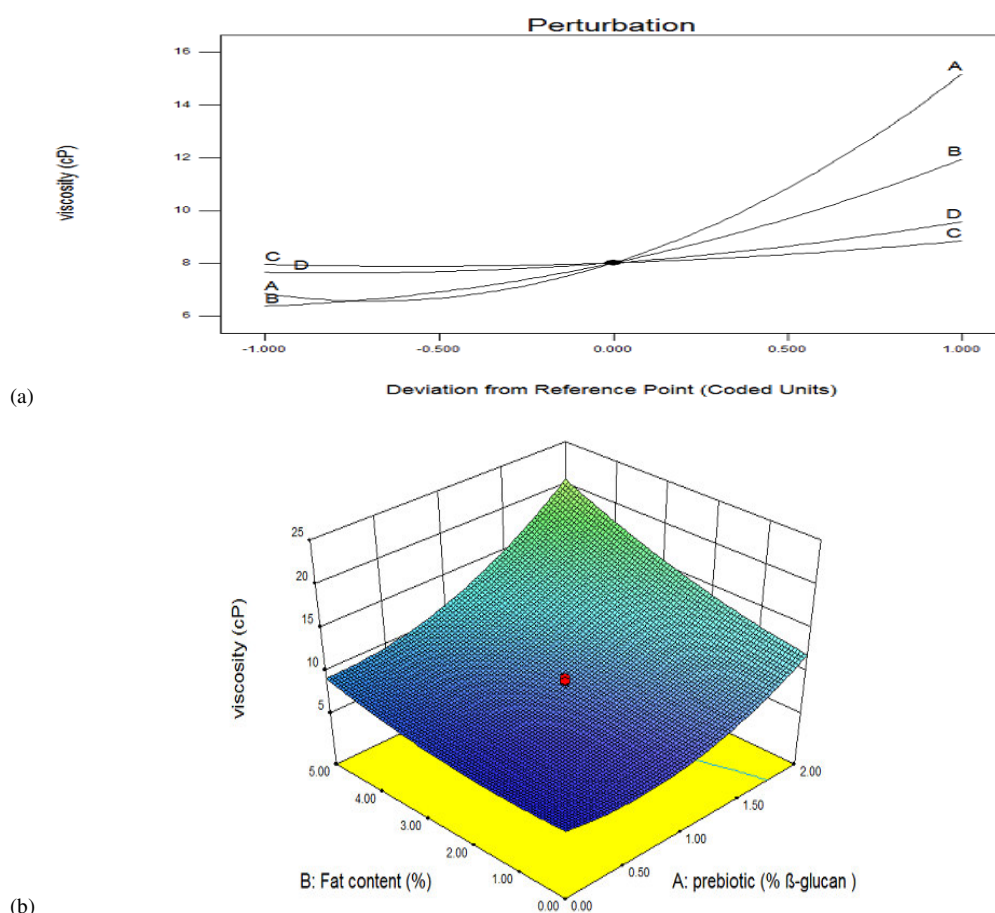 Perturbation
16
14
12
10
8
6
viscosity (cP)
A
B
D
C
C
D
A
B
-1.000
-0.500
0.000
0.500
1.000
Deviation from Reference Point (Coded Units)
(a)
25
20
15
10
5
viscosity (cP)
5.00
4.00
3.00
2.00
1.00
0.00
0.00
0.50
1.00
1.50
2.00
B: Fat content (%)
A: prebiotic (% ß-glucan )
(b)